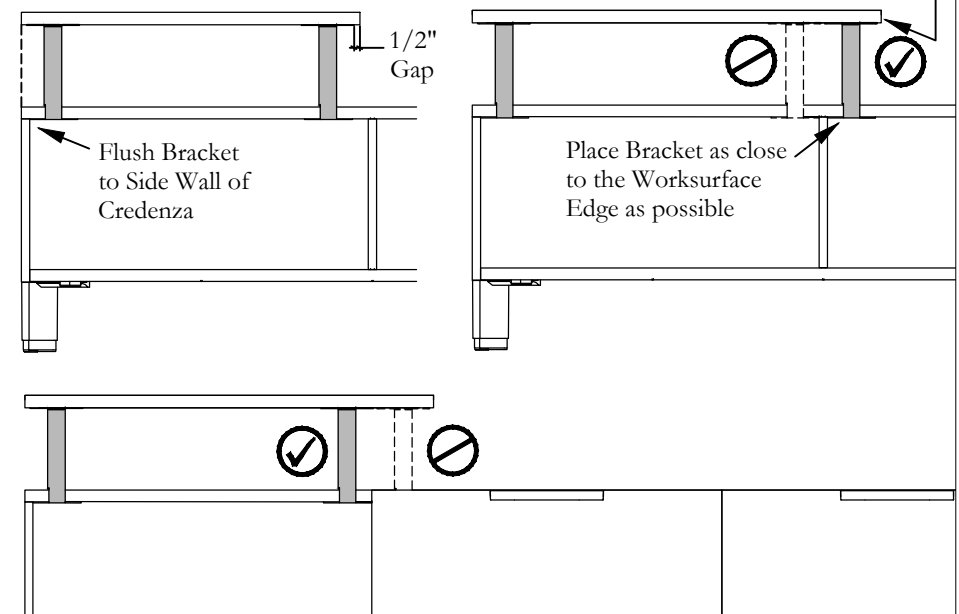 1/2"
Gap
Flush Bracket
to Side Wall of
Credenza
Place Bracket as close
to the Worksurface
Edge as possible